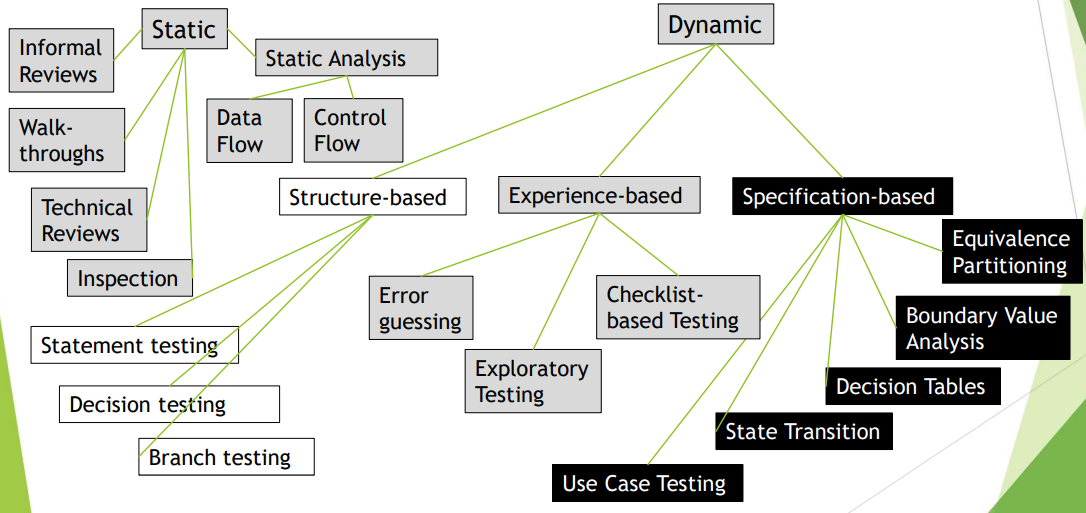 Static
Dynamic
Informal
Reviews
Static Analysis
Walk-
throughs
Data
Flow
Control
Flow
Technical
Reviews
Inspection
Structure-based
Experience-based
Specification-based
Statement testing
Decision testing
Branch testing
Error
guessing
Exploratory
Testing
Checklist-
based Testing
Equivalence
Partitioning
Boundary Value
Analysis
Decision Tables
State Transition
Use Case Testing